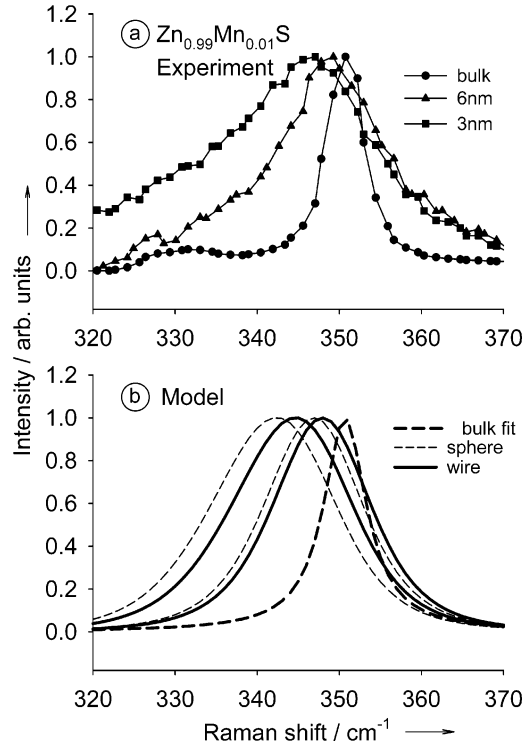 ⓐ Zn0.99Mn0.01S
Experiment
bulk
6nm
3nm
1.2
1.0
0.8
0.6
0.4
0.2
0.0
320 330 340 350 360 370
Intensity / arb. units
ⓑ Model
bulk fit
sphere
wire
1.2
1.0
0.8
0.6
0.4
0.2
0.0
320 330 340 350 360 370
Raman shift / cm-1